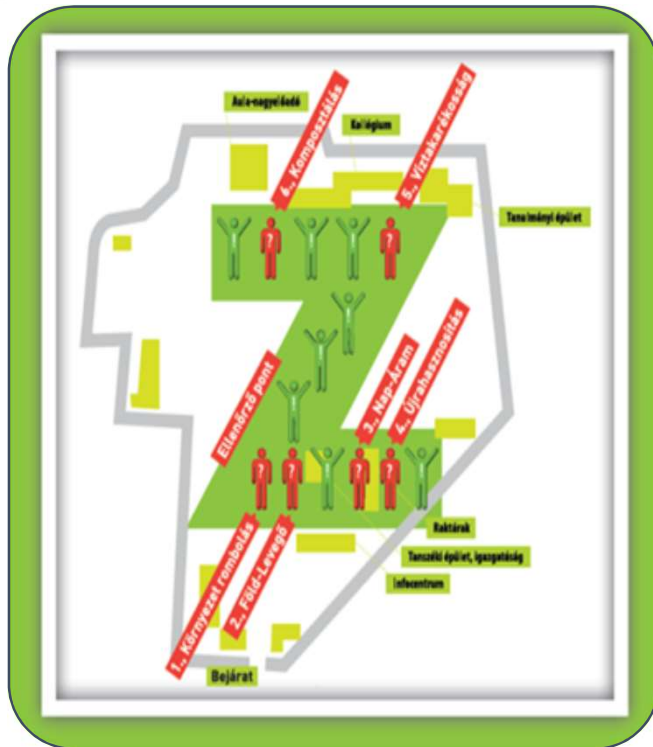 Aula-nagyelőadó
6., Komposztálás
Kollégium
5., Víztakarékosság
Tanulmányi épület
Ellenőrző pont
3., Nap-Áram
4., Újrahasznosítás
? ?
? ? ? ?
Raktárak
Tanszéki épület, igazgatóság
Infocentrum
1., Környezet rombolás
2., Föld-Levegő
Bejárat